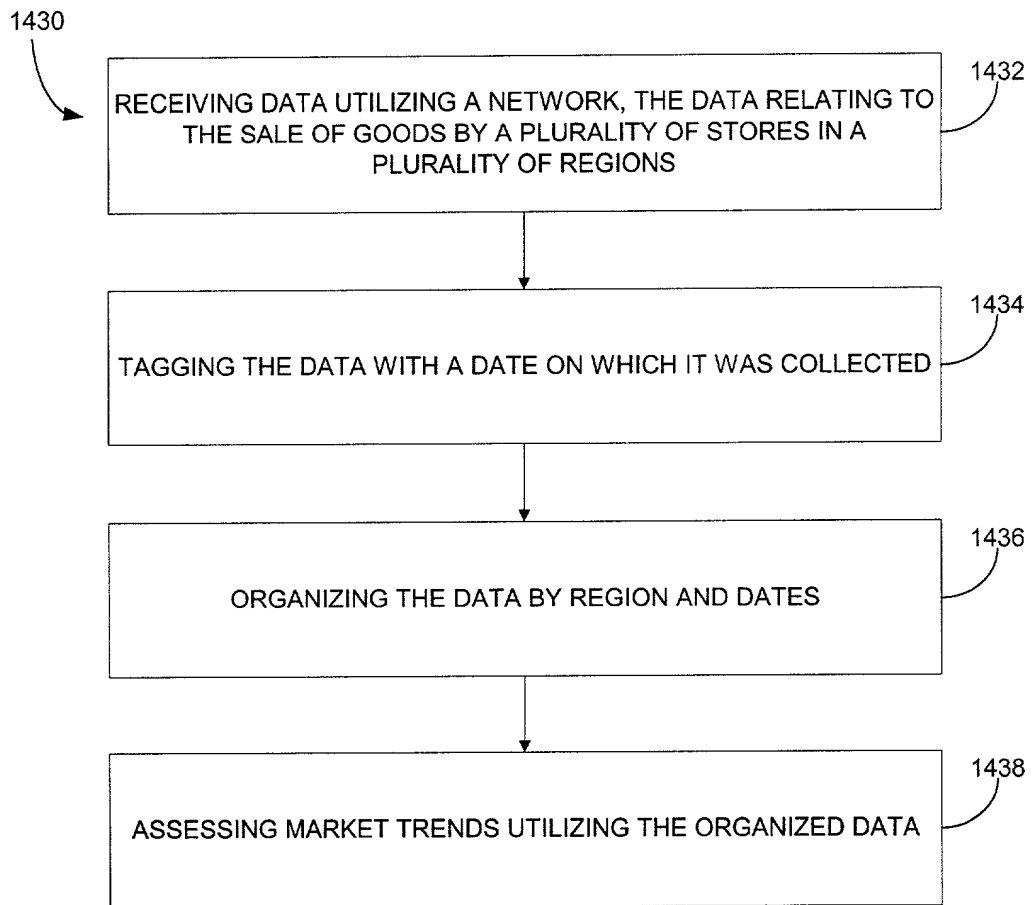 1430
1432
RECEIVING DATA UTILIZING A NETWORK, THE DATA RELATING TO
THE SALE OF GOODS BY A PLURALITY OF STORES IN A
PLURALITY OF REGIONS
1434
TAGGING THE DATA WITH A DATE ON WHICH IT WAS COLLECTED
1436
ORGANIZING THE DATA BY REGION AND DATES
1438
ASSESSING MARKET TRENDS UTILIZING THE ORGANIZED DATA